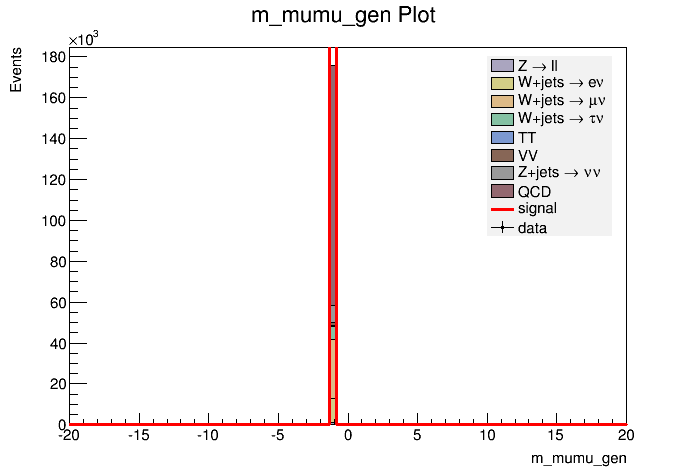 m_mumu_gen Plot
×10³
Events
180
160
140
120
100
80
60
40
20
0
-20 -15 -10 -5 0 5 10 15 20
m_mumu_gen
Z → ll
W+jets → eν
W+jets → μν
W+jets → τν
TT
VV
Z+jets → νν
QCD
signal
data